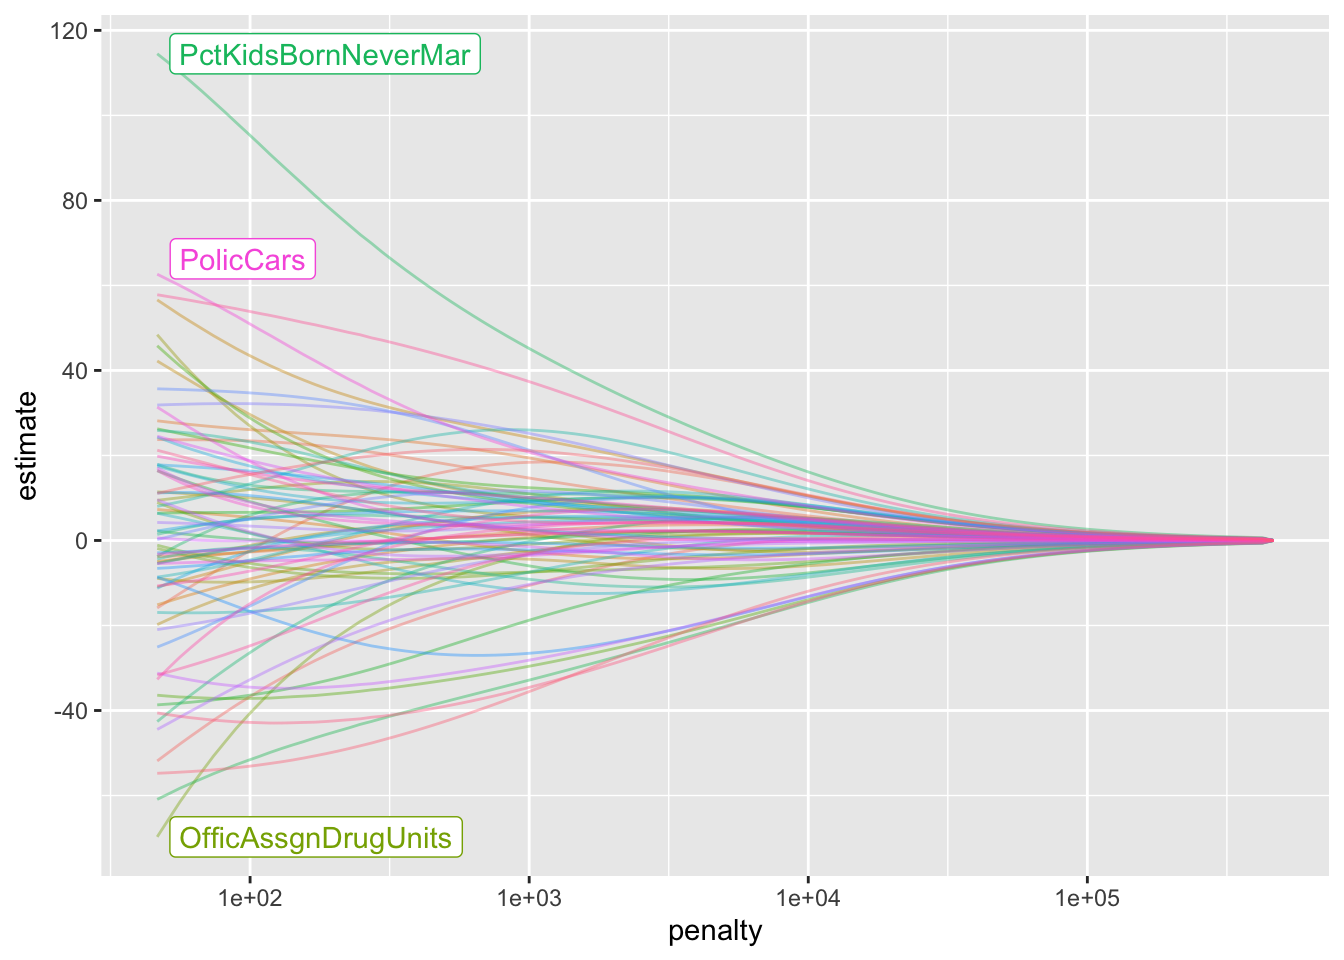 120
80
40
0
-40
estimate
PctKidsBornNeverMar
PolicCars
OfficAssgnDrugUnits
1e+02
1e+03
1e+04
1e+05
penalty